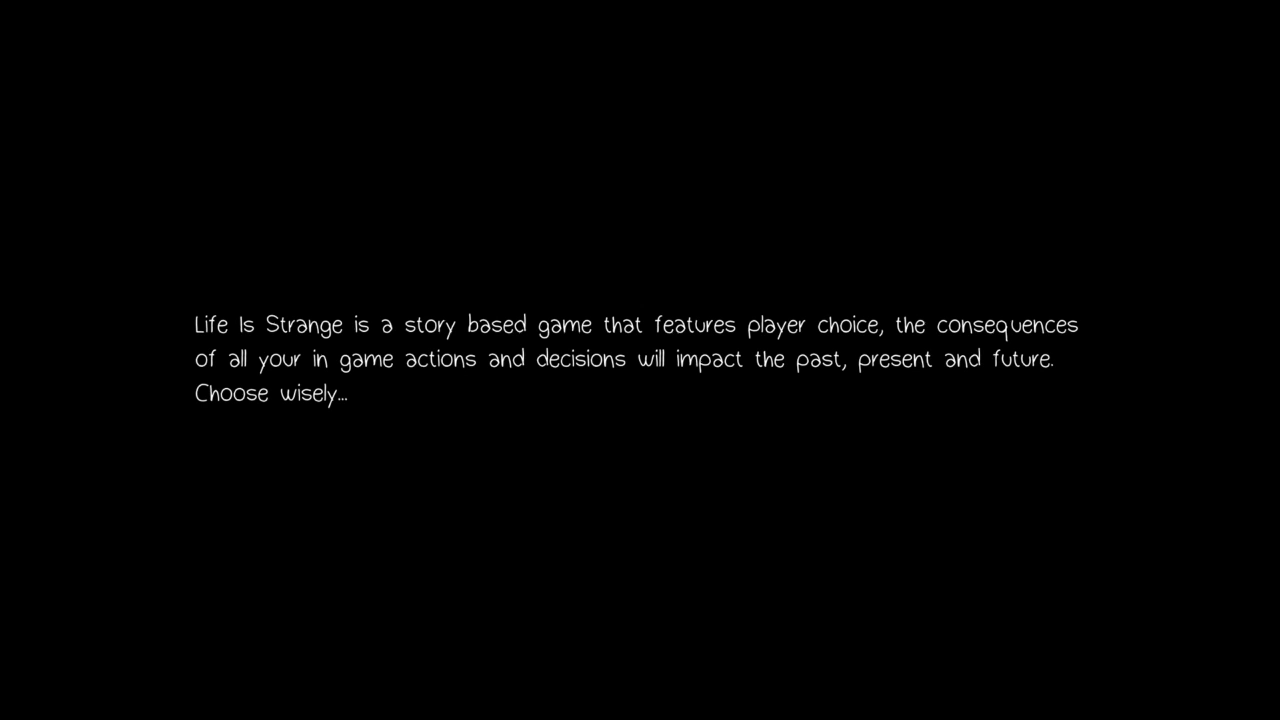 Life Is Strange is a story based game that features player choice, the consequences
of all your in game actions and decisions will impact the past, present and future.
Choose wisely...